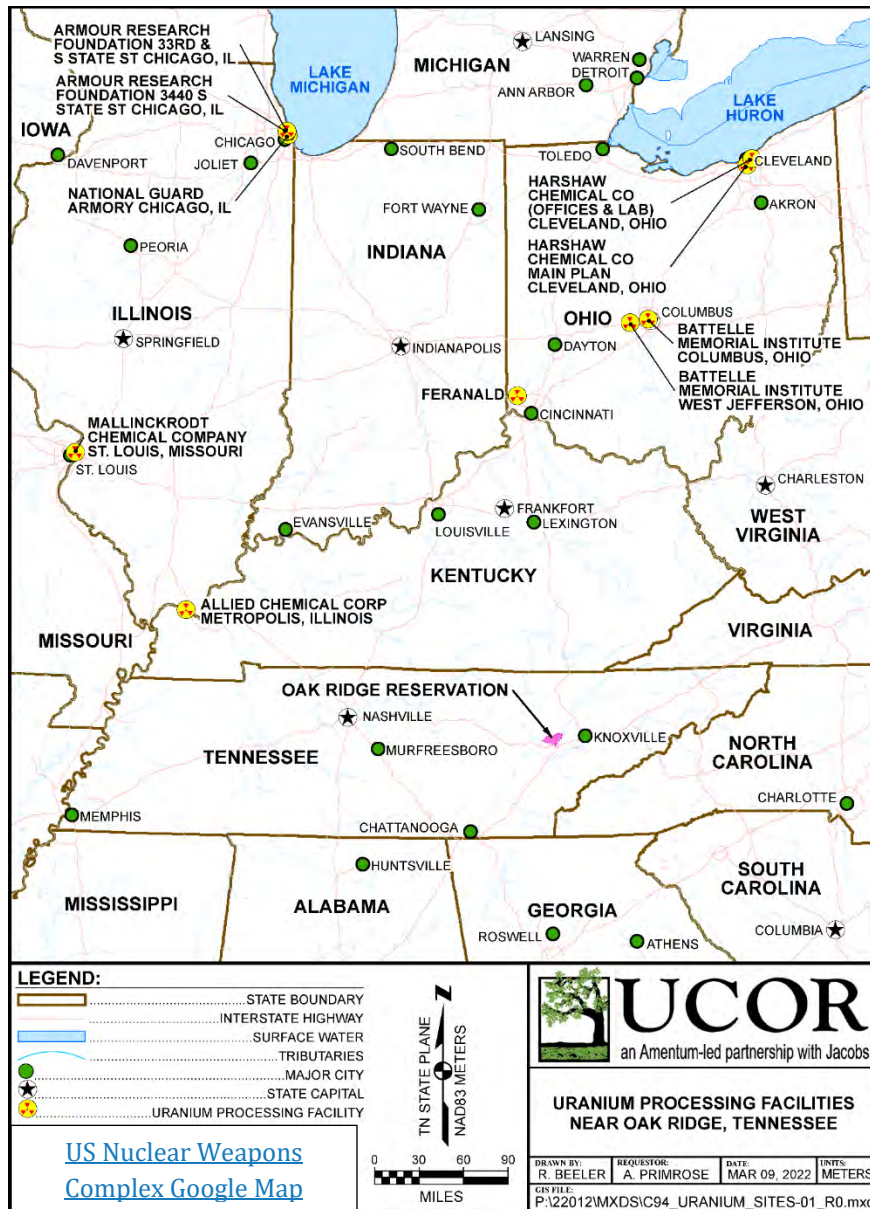 ARMOUR RESEARCH
FOUNDATION 33RD &
S STATE ST CHICAGO, IL
ARMOUR RESEARCH
FOUNDATION 3440 S
STATE ST CHICAGO, IL
LAKE
MICHIGAN
MICHIGAN
LANSING
WARREN
DETROIT
ANN ARBOR
LAKE
HURON
IOWA
DAVENPORT
CHICAGO
JOLIET
SOUTH BEND
TOLEDO
CLEVELAND
NATIONAL GUARD
ARMORY CHICAGO, IL
FORT WAYNE
HARSHAW
CHEMICAL CO
(OFFICES & LAB)
CLEVELAND, OHIO
AKRON
PEORIA
INDIANA
HARSHAW
CHEMICAL CO
MAIN PLAN
CLEVELAND, OHIO
ILLINOIS
SPRINGFIELD
INDIANAPOLIS
OHIO
COLUMBUS
DAYTON
BATTELLE
MEMORIAL INSTITUTE
COLUMBUS, OHIO
BATTELLE
MEMORIAL INSTITUTE
WEST JEFFERSON, OHIO
FERANALD
CINCINNATI
MALLINCKRODT
CHEMICAL COMPANY
ST. LOUIS, MISSOURI
ST. LOUIS
CHARLESTON
WEST
VIRGINIA
EVANSVILLE
LOUISVILLE
FRANKFORT
LEXINGTON
KENTUCKY
ALLIED CHEMICAL CORP
METROPOLIS, ILLINOIS
MISSOURI
VIRGINIA
OAK RIDGE RESERVATION
NASHVILLE
TENNESSEE
MURFREESBORO
KNOXVILLE
NORTH
CAROLINA
MEMPHIS
CHATTANOOGA
CHARLOTTE
HUNTSVILLE
MISSISSIPPI
ALABAMA
GEORGIA
SOUTH
CAROLINA
ROSWELL
ATHENS
COLUMBIA
LEGEND:
STATE BOUNDARY
INTERSTATE HIGHWAY
SURFACE WATER
TRIBUTARIES
MAJOR CITY
STATE CAPITAL
URANIUM PROCESSING FACILITY
US Nuclear Weapons
Complex Google Map
Z
TN STATE PLANE
NAD83 METERS
0 30 60 90
MILES
UCOR
an Amentum-led partnership with Jacobs
URANIUM PROCESSING FACILITIES
NEAR OAK RIDGE, TENNESSEE
DRAWN BY: REQUESTOR: DATE: UNITS:
R. BEELER A. PRIMROSE MAR 09, 2022 METERS
GIS FILE:
P:\22012\MXDS\C94_URANIUM_SITES-01_R0.mxd